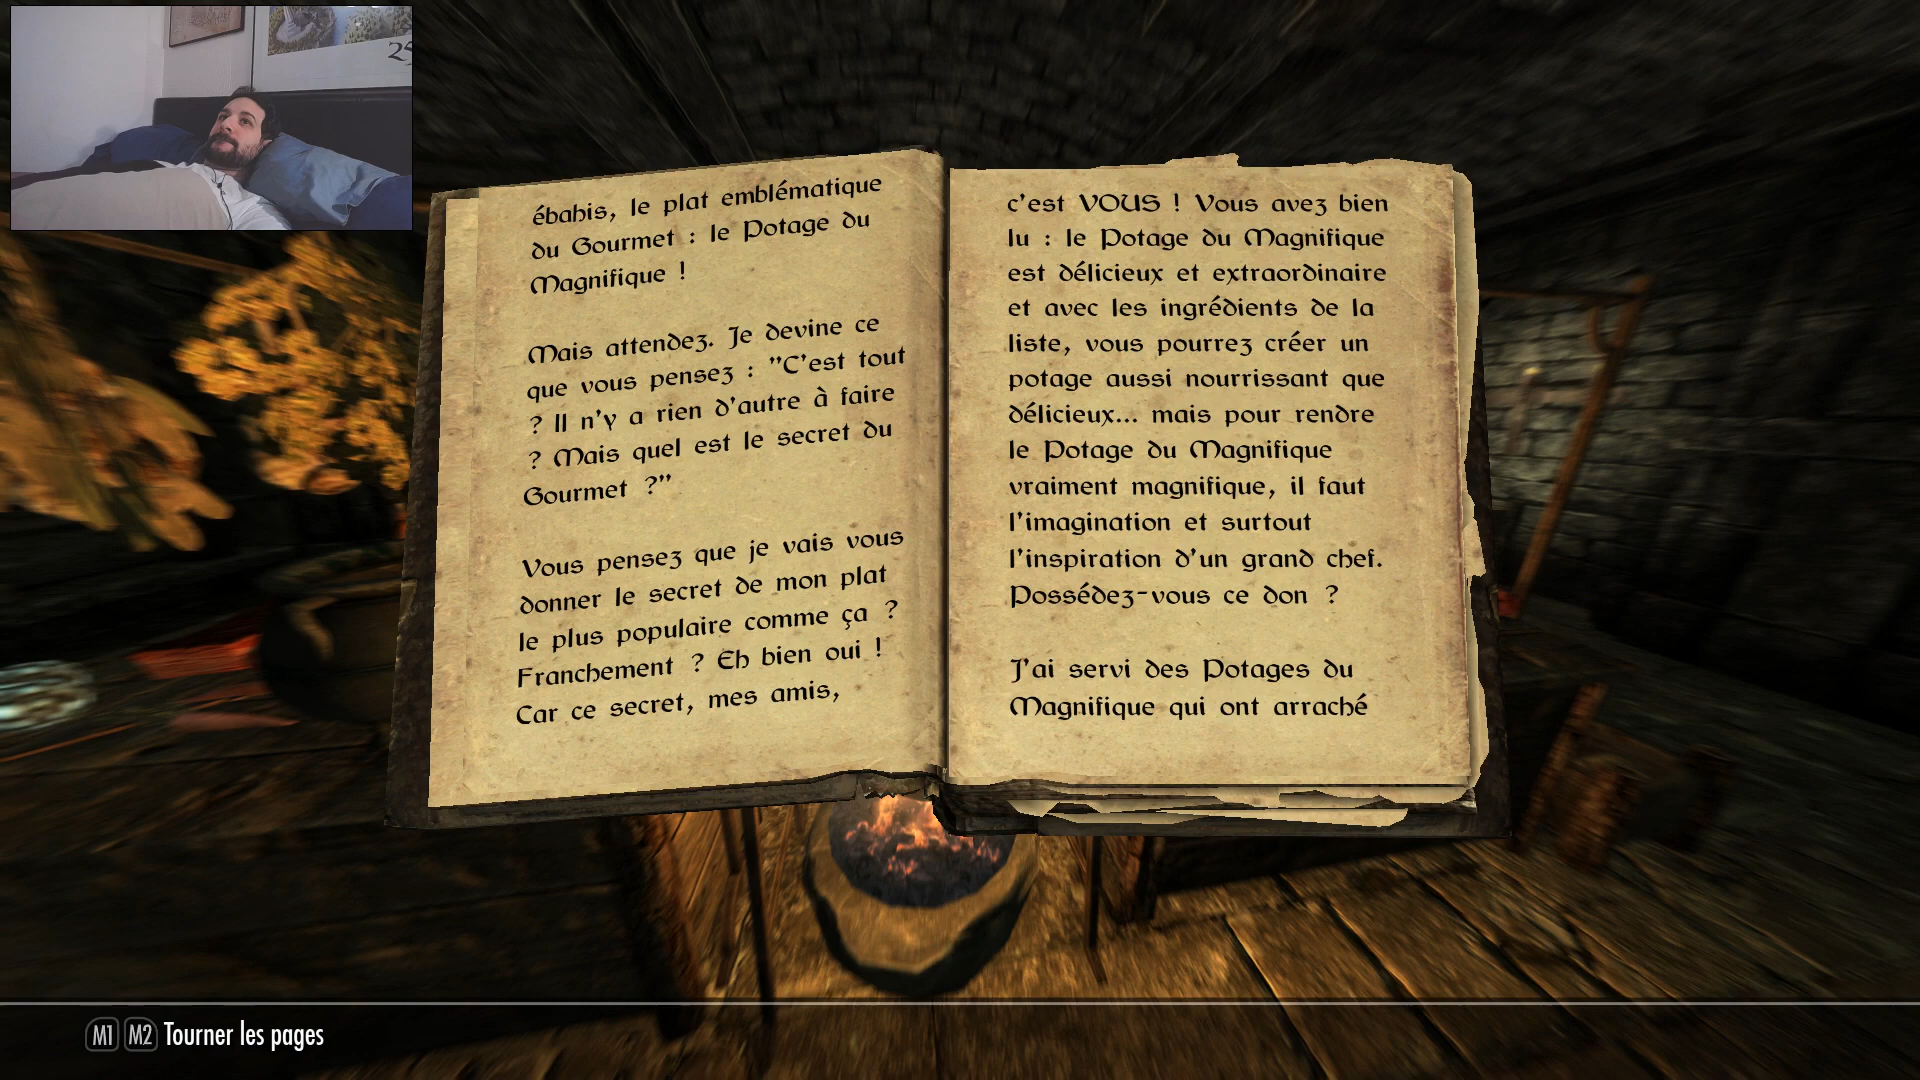 25
ébahis, le plat emblématique
du Gourmet : le Potage du
Magnifique !
Mais attendez. Je devine ce
que vous pensez : "C'est tout
? Il n'y a rien d'autre à faire
? Mais quel est le secret du
Gourmet ?"
Vous pensez que je vais vous
donner le secret de mon plat
le plus populaire comme ça ?
Franchement ? Eh bien oui !
Car ce secret, mes amis,
c'est VOUS ! Vous avez bien
lu : le Potage du Magnifique
est délicieux et extraordinaire
et avec les ingrédients de la
liste, vous pourrez créer un
potage aussi nourrissant que
délicieux... mais pour rendre
le Potage du Magnifique
vraiment magnifique, il faut
l'imagination et surtout
l'inspiration d'un grand chef.
Possédez-vous ce don ?
J'ai servi des Potages du
Magnifique qui ont arraché
M1 M2 Tourner les pages